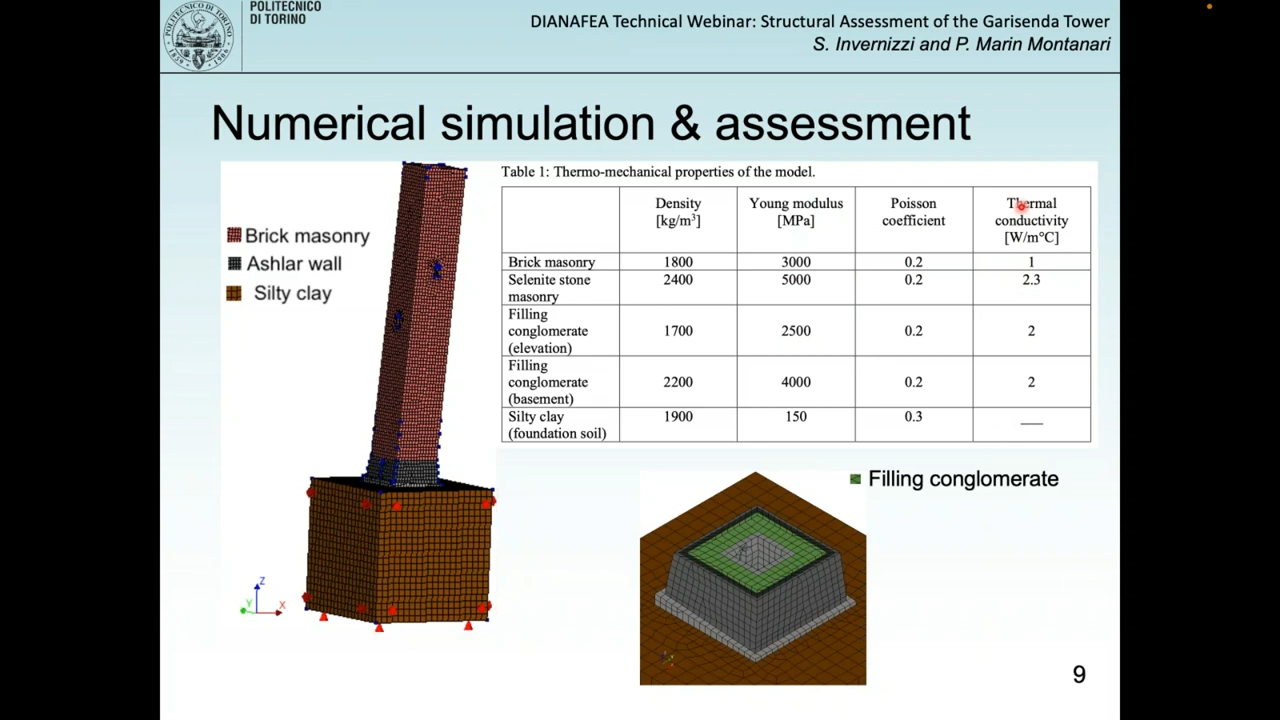 POLITECNICO
DI TORINO
DIANAFEA Technical Webinar: Structural Assessment of the Garisenda Tower
S. Invernizzi and P. Marin Montanari
Numerical simulation & assessment
Brick masonry
Ashlar wall
Silty clay
Table 1: Thermo-mechanical properties of the model.
Density
[kg/m³]
Young modulus
[MPa]
Poisson
coefficient
Thermal
conductivity
[W/m°C]
Brick masonry 1800 3000 0.2 1
Selenite stone
masonry
2400 5000 0.2 2.3
Filling
conglomerate
(elevation)
1700 2500 0.2 2
Filling
conglomerate
(basement)
2200 4000 0.2 2
Silty clay
(foundation soil)
1900 150 0.3 —
Filling conglomerate
Z
Y
X
9